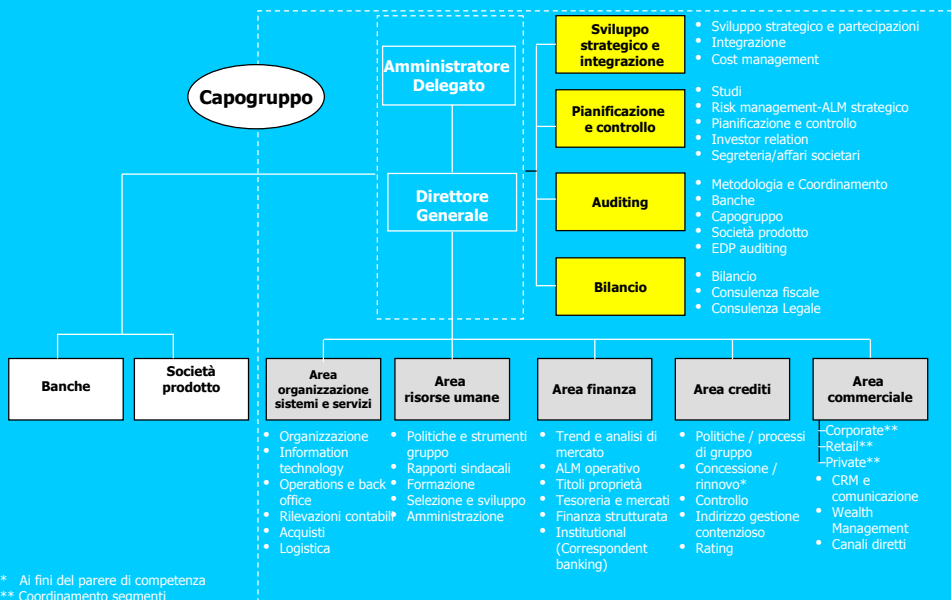 Capogruppo
Amministratore
Delegato
Direttore
Generale
Sviluppo
strategico e
integrazione
• Sviluppo strategico e partecipazioni
• Integrazione
• Cost management
Pianificazione
e controllo
• Studi
• Risk management-ALM strategico
• Pianificazione e controllo
• Investor relation
• Segreteria/affari societari
Auditing
• Metodologia e Coordinamento
• Banche
• Capogruppo
• Società prodotto
• EDP auditing
Bilancio
• Bilancio
• Consulenza fiscale
• Consulenza Legale
Banche
Società
prodotto
Area
organizzazione
sistemi e servizi
• Organizzazione
• Information
technology
• Operations e back
office
• Rilevazioni contabili
• Acquisti
• Logistica
Area
risorse umane
• Politiche e strumenti
gruppo
• Rapporti sindacali
• Formazione
• Selezione e sviluppo
• Amministrazione
Area finanza
• Trend e analisi di
mercato
• ALM operativo
• Titoli proprietà
• Tesoreria e mercati
• Finanza strutturata
• Institutional
(Correspondent
banking)
Area crediti
• Politiche / processi
di gruppo
• Concessione /
rinnovo*
• Controllo
• Indirizzo gestione
contenzioso
• Rating
Area
commerciale
Corporate**
Retail**
Private**
• CRM e
comunicazione
• Wealth
Management
• Canali diretti
* Ai fini del parere di competenza
** Coordinamento segmenti